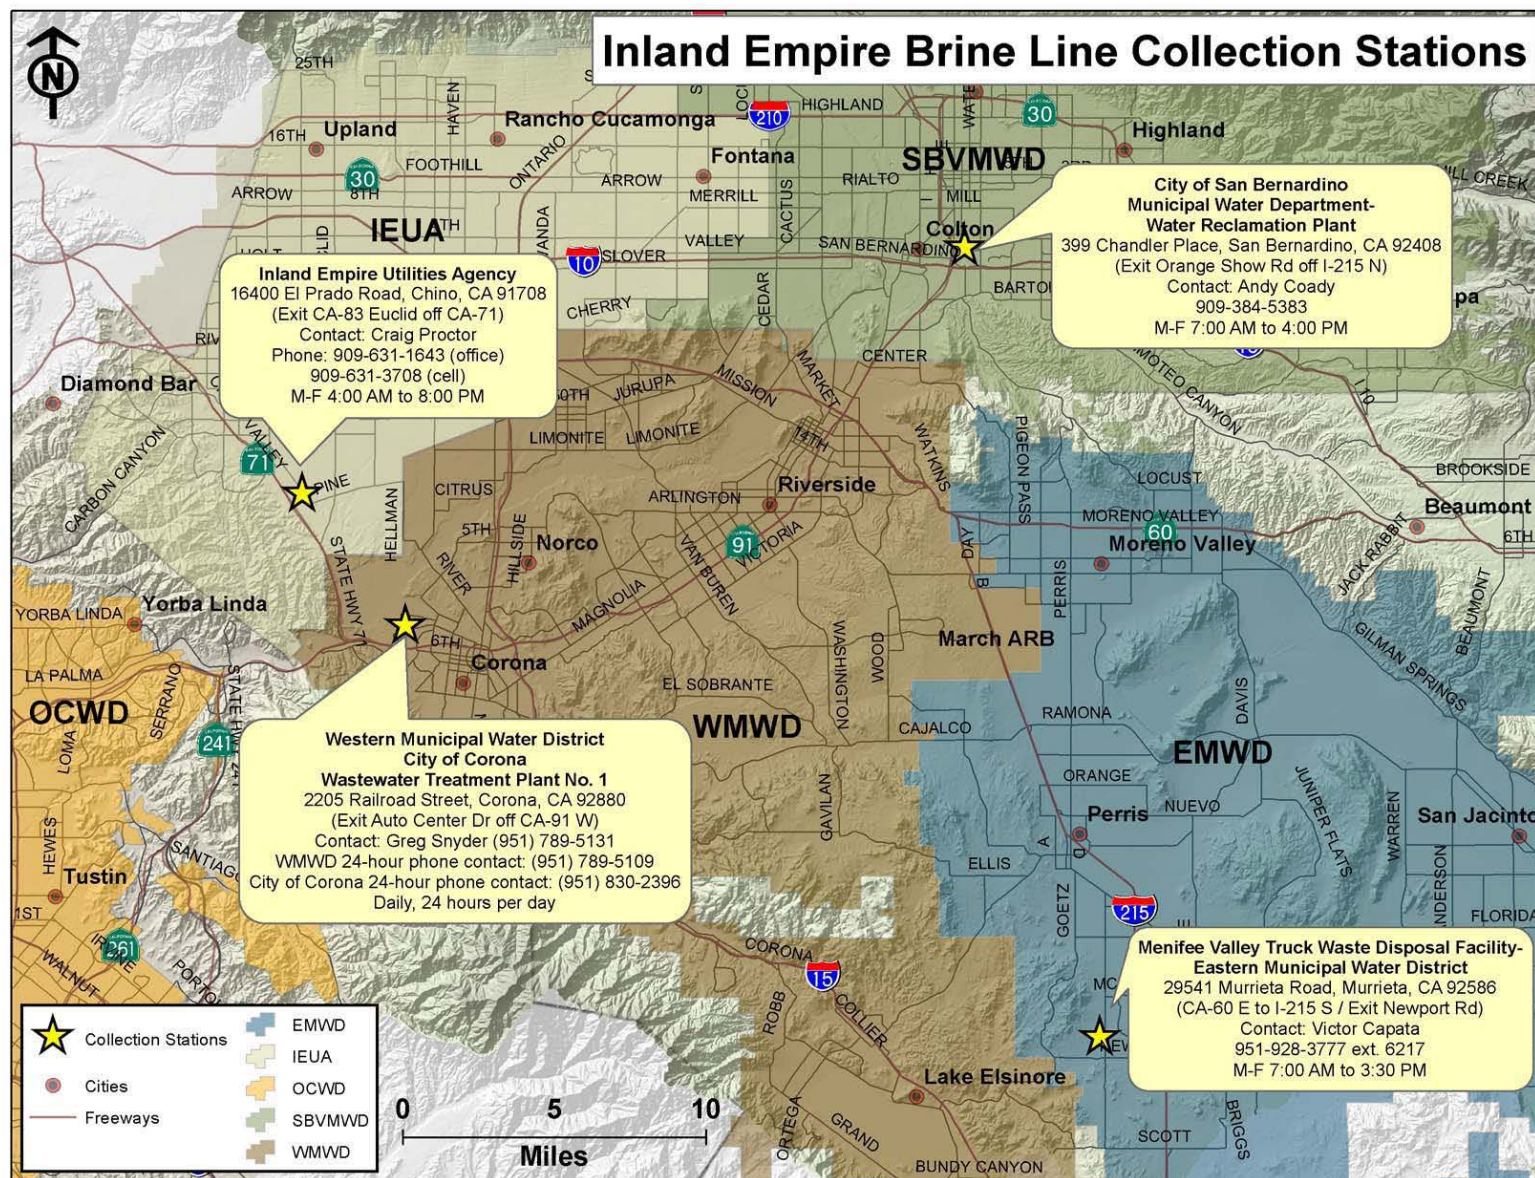 Inland Empire Brine Line Collection Stations
N
25TH
HAVEN
HIGHLAND
210
30
16TH
Upland
Rancho Cucamonga
Highland
FOOTHILL
ONTARIO
Fontana
SBVMWD
30
ARROW
8TH
ARROW
MERRILL
RIALTO
MILL
MILL CREEK
CACTUS
IEUA
VALLEY
SAN BERNARDINO
Colton
10
SLOVER
CHERRY
CEDAR
CENTER
City of San Bernardino
Municipal Water Department-
Water Reclamation Plant
399 Chandler Place, San Bernardino, CA 92408
(Exit Orange Show Rd off I-215 N)
Contact: Andy Coady
909-384-5383
M-F 7:00 AM to 4:00 PM
pa
Inland Empire Utilities Agency
16400 El Prado Road, Chino, CA 91708
(Exit CA-83 Euclid off CA-71)
Contact: Craig Proctor
Phone: 909-631-1643 (office)
909-631-3708 (cell)
M-F 4:00 AM to 8:00 PM
Diamond Bar
JURUPA
MISSION
MARKET
I 10
LIMONITE
LIMONITE
14TH
WATKINS
PIGEON PASS
VALLEY
71
CARBON CANYON
PINE
HELLMAN
CITRUS
ARLINGTON
Riverside
LOCUST
BROOKSIDE
Beaumont
5TH
HILLSIDE
Norco
91
VICTORIA
MORENO VALLEY
60
Moreno Valley
JACK RABBIT
6TH
STATE HWY 71
RIVER
VAN BUREN
DAY
B
PERRIS
BEAUMONT
Yorba Linda
YORBA LINDA
MAGNOLIA
WASHINGTON
WOOD
March ARB
GILMAN SPRINGS
6TH
Corona
LA PALMA
SERRANO
EL SOBRANTE
OCWD
LOMA
241
WMWD
CAJALCO
RAMONA
DAVIS
EMWD
Western Municipal Water District
City of Corona
Wastewater Treatment Plant No. 1
2205 Railroad Street, Corona, CA 92880
(Exit Auto Center Dr off CA-91 W)
Contact: Greg Snyder (951) 789-5131
WMWD 24-hour phone contact: (951) 789-5109
City of Corona 24-hour phone contact: (951) 830-2396
Daily, 24 hours per day
GAVILAN
ORANGE
NUEVO
JUNIPER FLATS
WARREN
San Jacinto
Perris
HEWES
A
D
ELLIS
Tustin
1ST
GOETZ
215
FLORIDA
261
IRVINE
WALNUT
CORONA
15
ROBB
COLLIER
Menifee Valley Truck Waste Disposal Facility-
Eastern Municipal Water District
29541 Murrieta Road, Murrieta, CA 92586
(CA-60 E to I-215 S / Exit Newport Rd)
Contact: Victor Capata
951-928-3777 ext. 6217
M-F 7:00 AM to 3:30 PM
Lake Elsinore
ORTEGA
GRAND
BUNDY CANYON
SCOTT
BRIGGS
Collection Stations
Cities
Freeways
EMWD
IEUA
OCWD
SBVMWD
WMWD
0 5 10
Miles